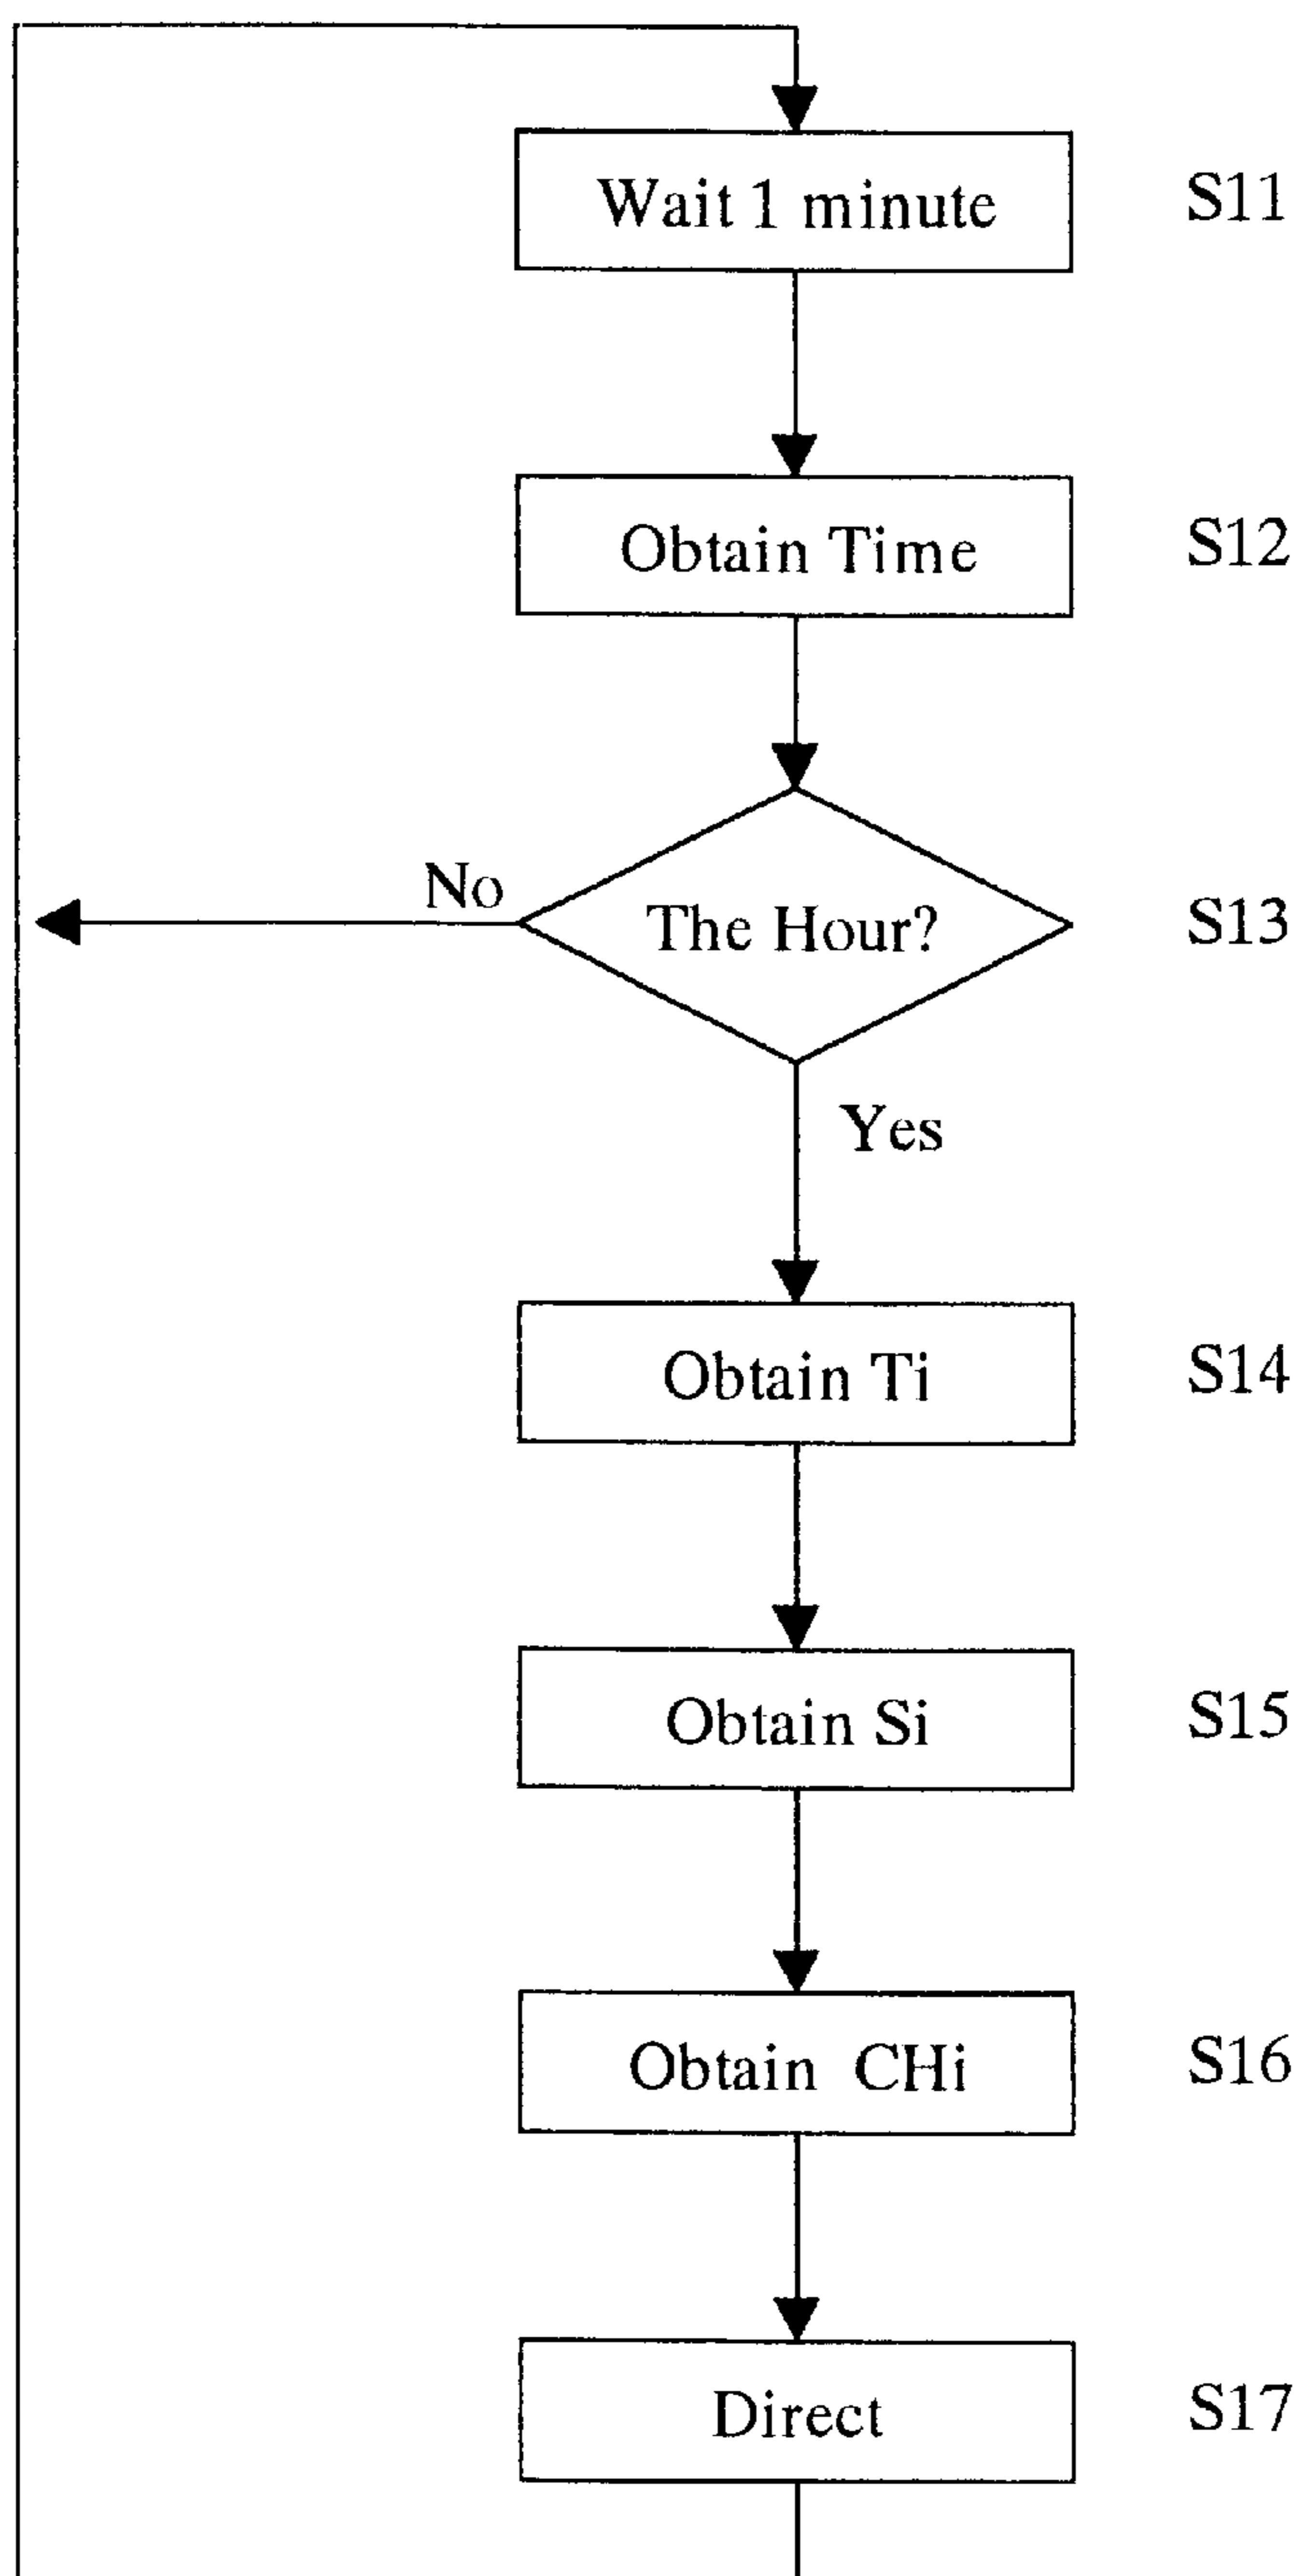 Wait 1 minute S11
Obtain Time S12
No
The Hour? S13
Yes
Obtain Ti S14
Obtain Si S15
Obtain CHi S16
Direct S17